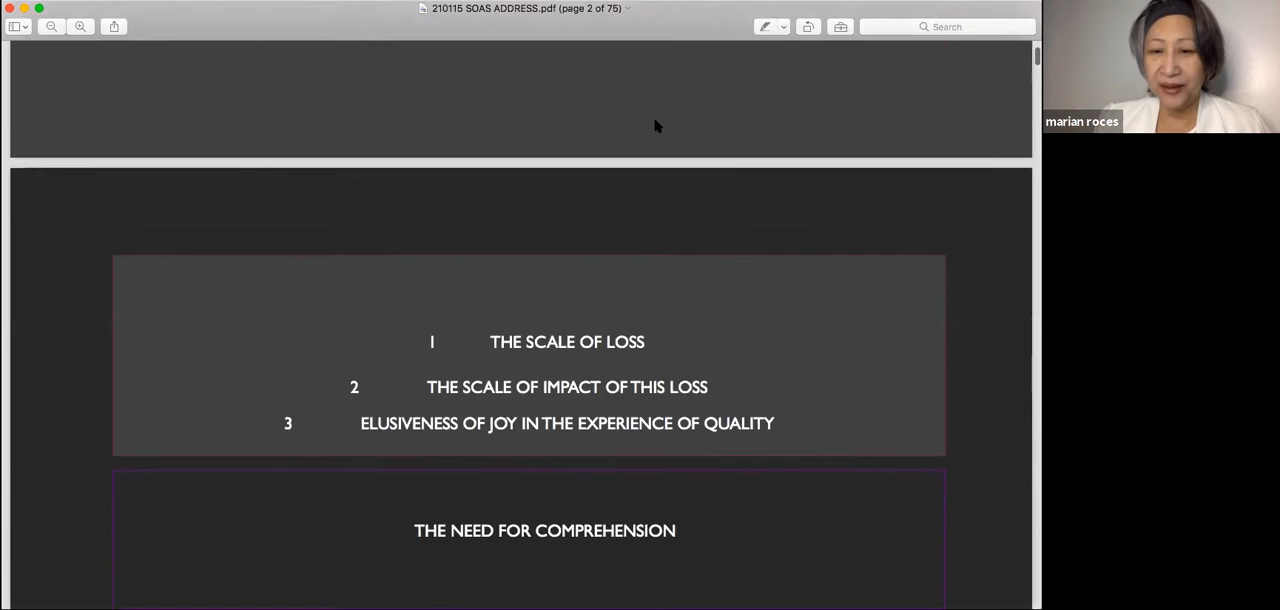 210115 SOAS ADDRESS.pdf (page 2 of 75)
Search
marian roces
1 THE SCALE OF LOSS
2 THE SCALE OF IMPACT OF THIS LOSS
3 ELUSIVENESS OF JOY IN THE EXPERIENCE OF QUALITY
THE NEED FOR COMPREHENSION